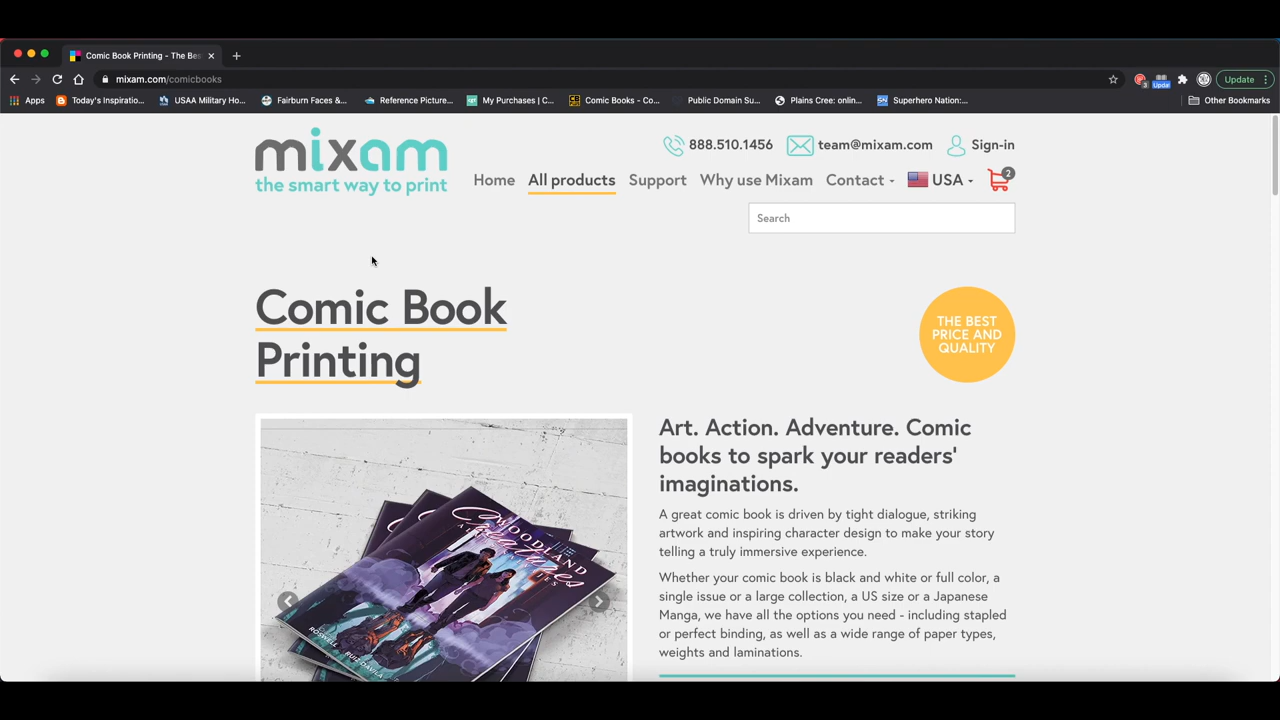 Comic Book Printing - The Bes
mixam.com/comicbooks
Update
Apps
Today's Inspiratio...
USAA Military Ho...
Fairburn Faces &...
Reference Picture...
My Purchases | C...
Comic Books - Co...
Public Domain Su...
Plains Cree: onlin...
Superhero Nation:...
Other Bookmarks
mixam
the smart way to print
888.510.1456
team@mixam.com
Sign-in
Home
All products
Support
Why use Mixam
Contact
USA
2
Search
Comic Book
Printing
THE BEST
PRICE AND
QUALITY
Art. Action. Adventure. Comic
books to spark your readers'
imaginations.
A great comic book is driven by tight dialogue, striking
artwork and inspiring character design to make your story
telling a truly immersive experience.
Whether your comic book is black and white or full color, a
single issue or a large collection, a US size or a Japanese
Manga, we have all the options you need - including stapled
or perfect binding, as well as a wide range of paper types,
weights and laminations.
WOODLAND
Creatures
ROSWELL
RUIZ DAVILA